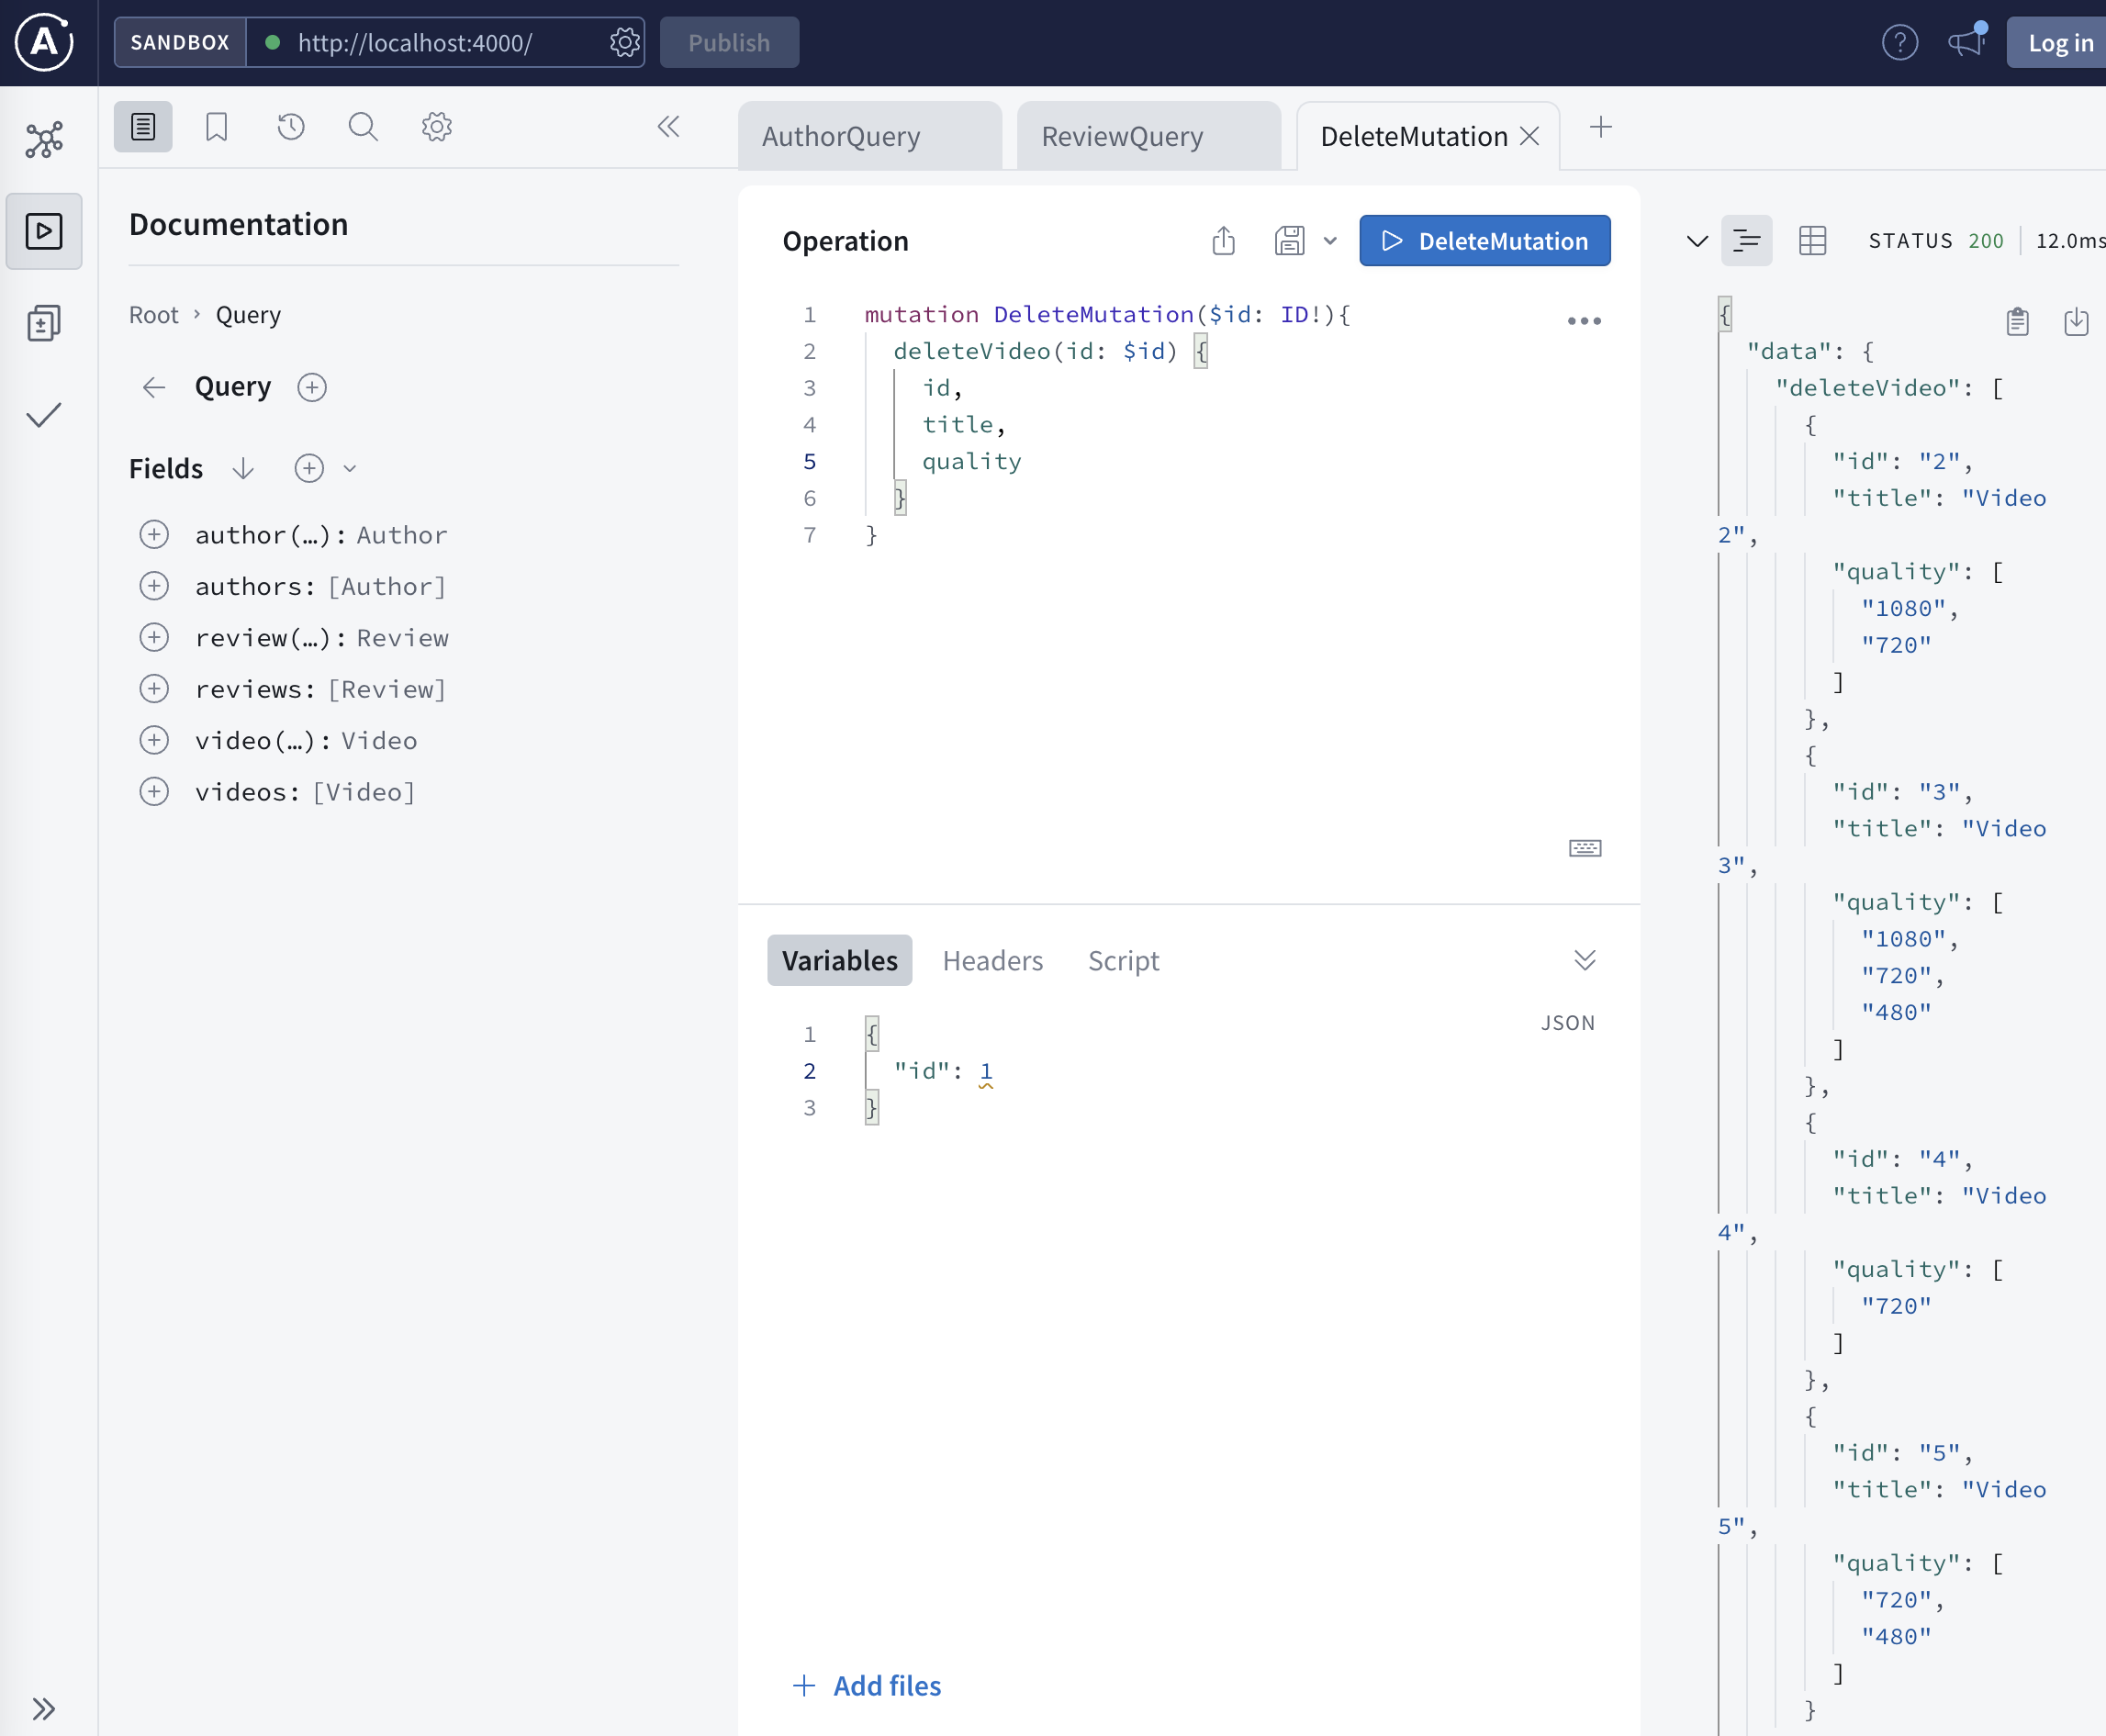 SANDBOX http://localhost:4000/ Publish Log in
AuthorQuery ReviewQuery DeleteMutation
Documentation
Root › Query
Query
Fields
author(…): Author
authors: [Author]
review(…): Review
reviews: [Review]
video(…): Video
videos: [Video]
Operation
DeleteMutation
1 mutation DeleteMutation($id: ID!){
2 deleteVideo(id: $id) {
3 id,
4 title,
5 quality
6 }
7 }
Variables Headers Script
JSON
1 {
2 "id": 1
3 }
+ Add files
STATUS 200 12.0ms
{
"data": {
"deleteVideo": [
{
"id": "2",
"title": "Video
2",
"quality": [
"1080",
"720"
]
},
{
"id": "3",
"title": "Video
3",
"quality": [
"1080",
"720",
"480"
]
},
{
"id": "4",
"title": "Video
4",
"quality": [
"720"
]
},
{
"id": "5",
"title": "Video
5",
"quality": [
"720",
"480"
]
}